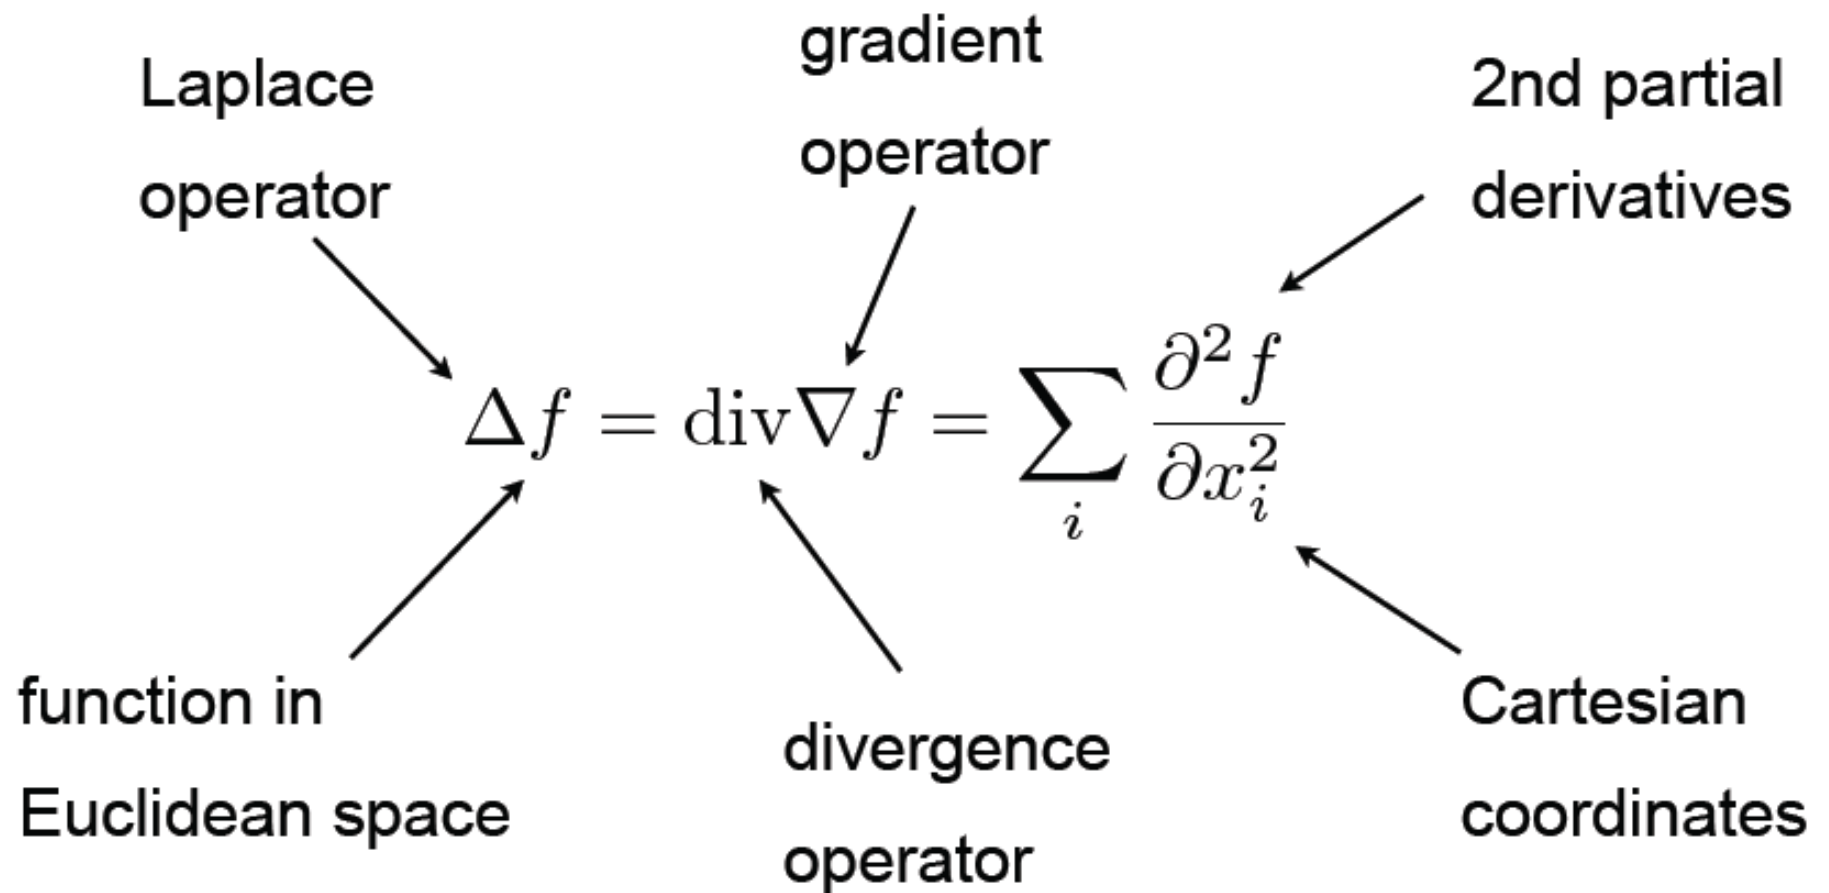 Laplace
operator
gradient
operator
2nd partial
derivatives
Δf = div∇f = ∑_i ∂²f/∂x_i²
function in
Euclidean space
divergence
operator
Cartesian
coordinates